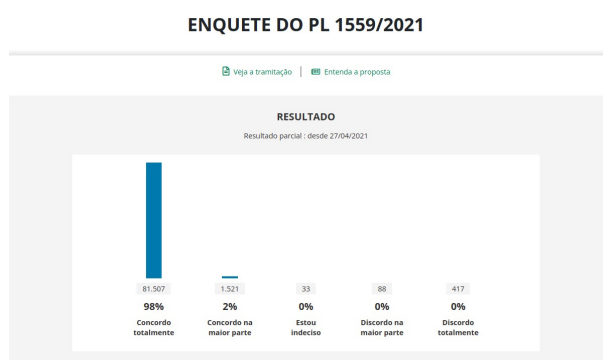 ENQUETE DO PL 1559/2021
Veja a tramitação | Entenda a proposta
RESULTADO
Resultado parcial : desde 27/04/2021
81.507 1.521 33 88 417
98% 2% 0% 0% 0%
Concordo Concordo na Estou Discordo na Discordo
totalmente maior parte indeciso maior parte totalmente